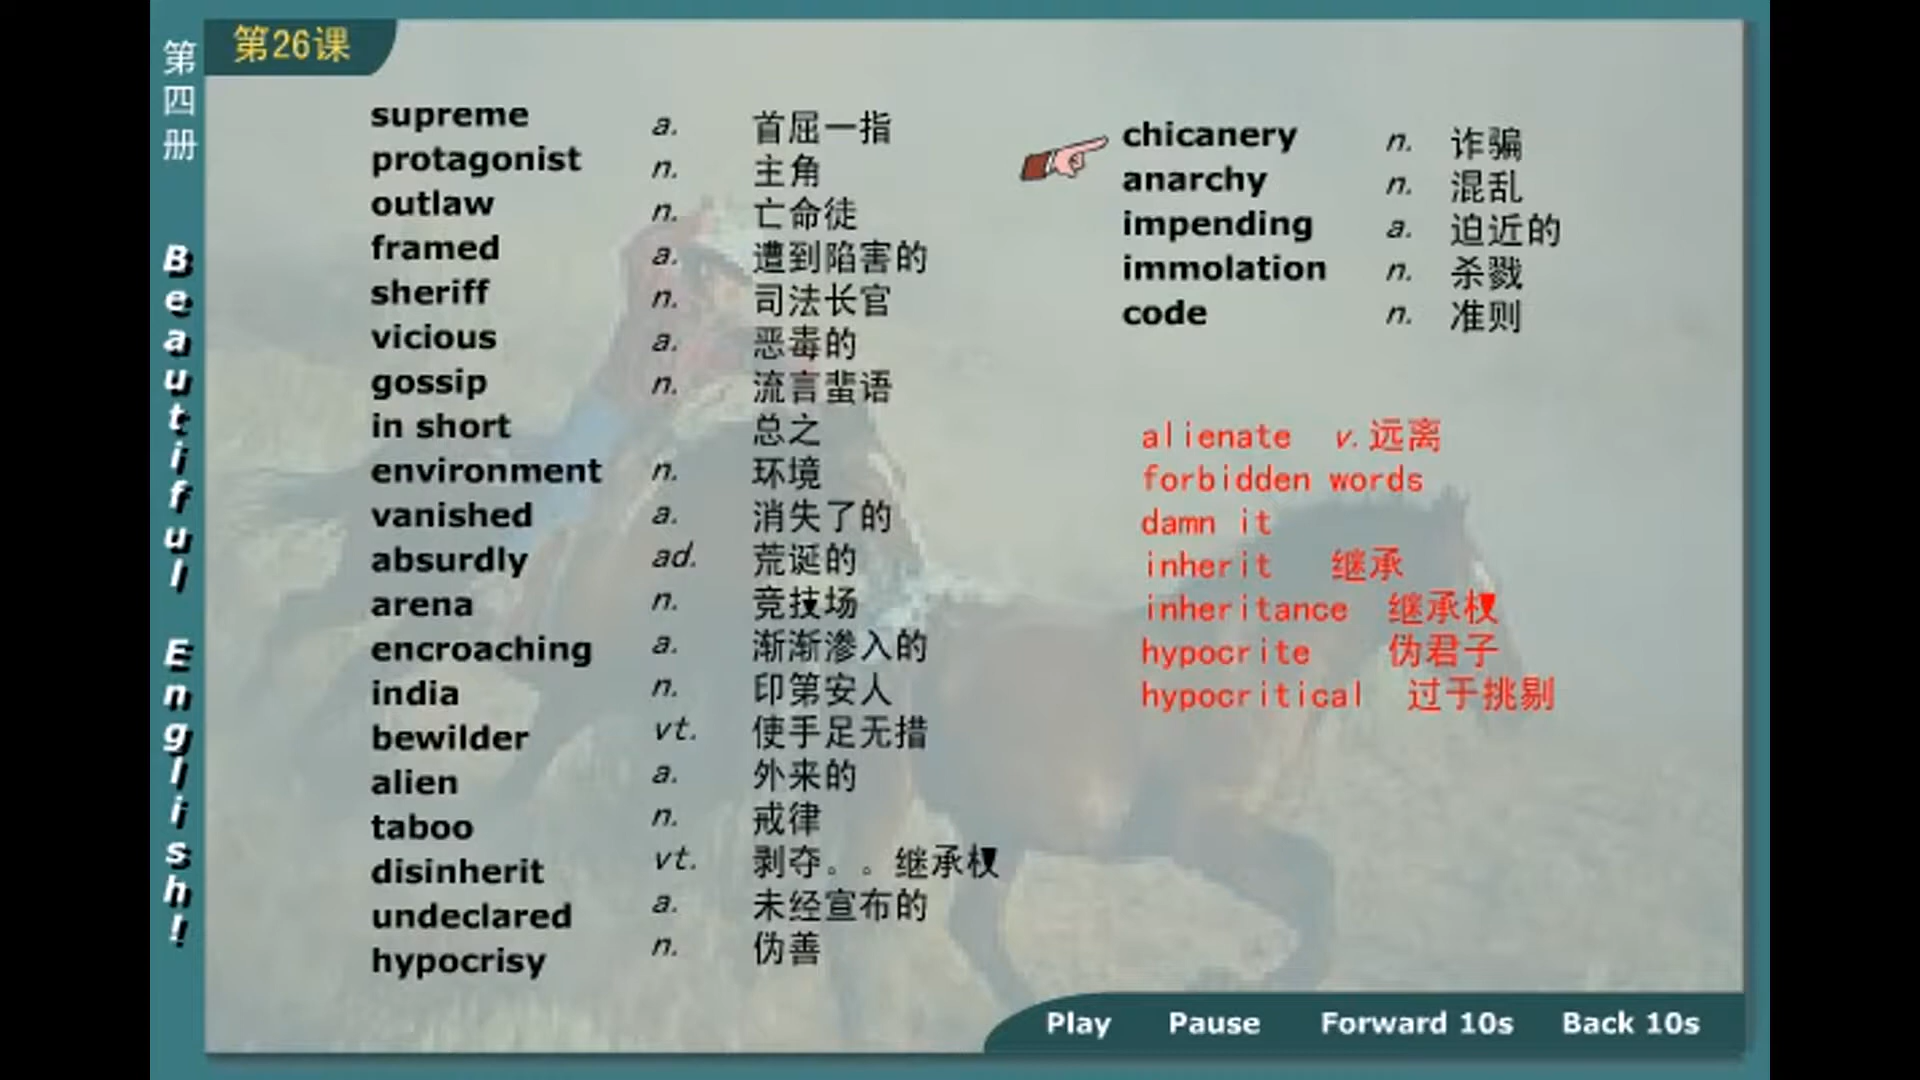 第26课
第四册
Beautiful English!
supreme a. 首屈一指
protagonist n. 主角
outlaw n. 亡命徒
framed a. 遭到陷害的
sheriff n. 司法长官
vicious a. 恶毒的
gossip n. 流言蜚语
in short 总之
environment n. 环境
vanished a. 消失了的
absurdly ad. 荒诞的
arena n. 竞技场
encroaching a. 渐渐渗入的
india n. 印第安人
bewilder vt. 使手足无措
alien a. 外来的
taboo n. 戒律
disinherit vt. 剥夺。。继承权
undeclared a. 未经宣布的
hypocrisy n. 伪善
chicanery n. 诈骗
anarchy n. 混乱
impending a. 迫近的
immolation n. 杀戮
code n. 准则
alienate v.远离
forbidden words
damn it
inherit 继承
inheritance 继承权
hypocrite 伪君子
hypocritical 过于挑剔
Play Pause Forward 10s Back 10s